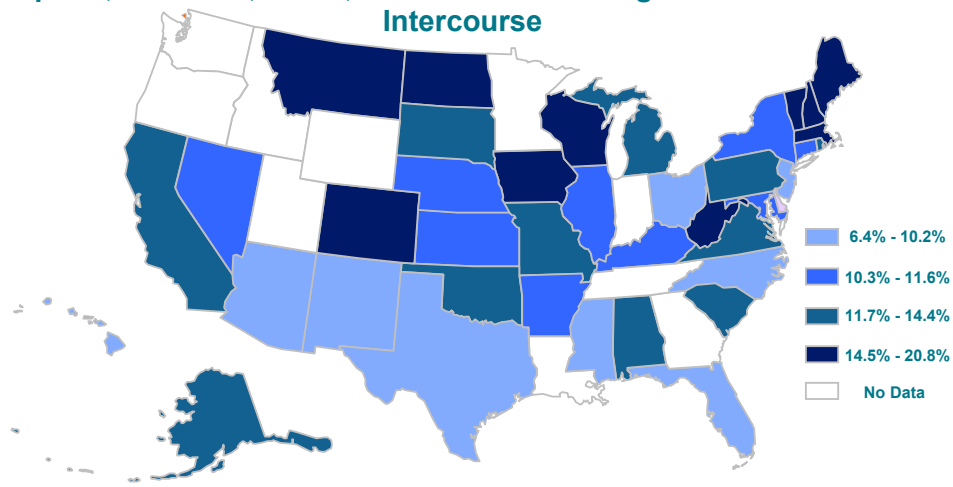 Intercourse
6.4% - 10.2%
10.3% - 11.6%
11.7% - 14.4%
14.5% - 20.8%
No Data